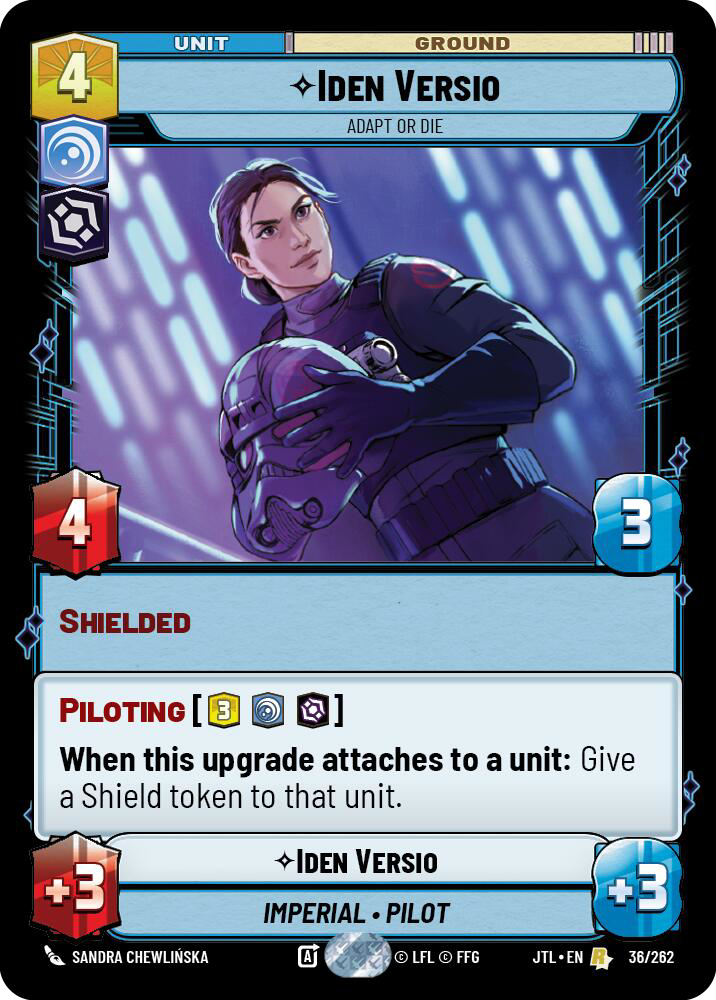 UNIT GROUND
4
IDEN VERSIO
ADAPT OR DIE
4
3
SHIELDED
PILOTING [3]
When this upgrade attaches to a unit: Give
a Shield token to that unit.
+3
IDEN VERSIO
+3
IMPERIAL • PILOT
SANDRA CHEWLIŃSKA A © LFL © FFG JTL • EN R 36/262